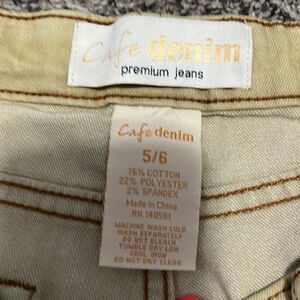 Cafe denim
premium jeans
Cafe denim
5/6
76% COTTON
22% POLYESTER
2% SPANDEX
Made in China
RN 148581
MACHINE WASH COLD
WASH SEPARATELY
DO NOT BLEACH
TUMBLE DRY LOW
COOL IRON
DO NOT DRY CLEAN